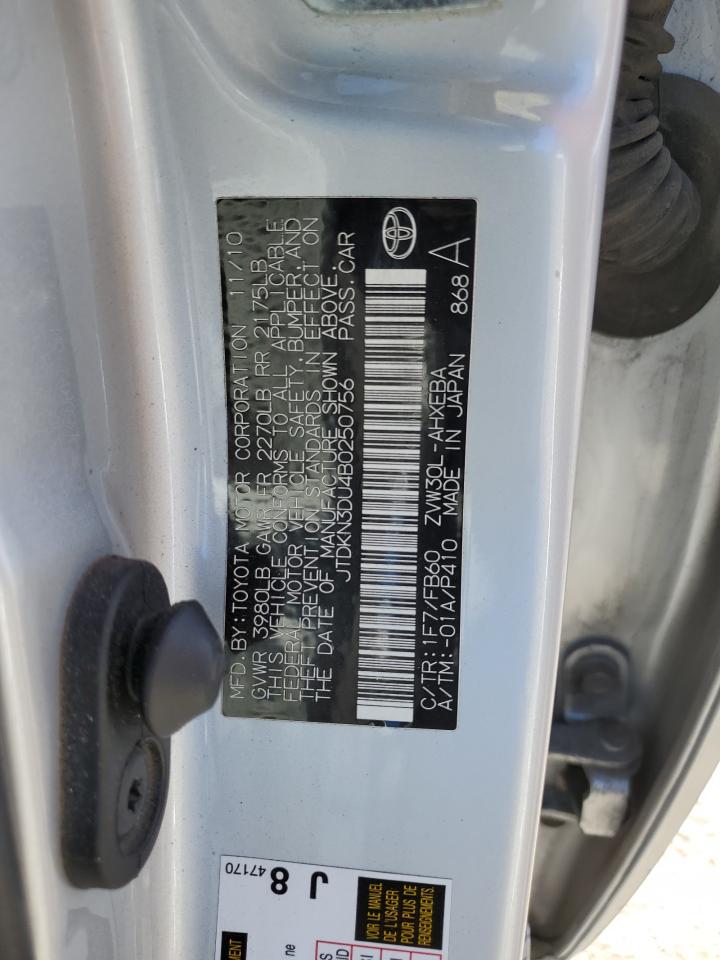 MFD. BY: TOYOTA MOTOR CORPORATION 11/10
GVWR 3980LB GAWR FR 2270LB RR 2175LB
THIS VEHICLE CONFORMS TO ALL APPLICABLE
FEDERAL MOTOR VEHICLE SAFETY, BUMPER, AND
THEFT PREVENTION STANDARDS IN EFFECT ON
THE DATE OF MANUFACTURE SHOWN ABOVE.
JTDKN3DU4B0250756 PASS. CAR
C/TR: 1F7/FB60 ZVW30L-AHXEBA
A/TM: -01A/P410 MADE IN JAPAN 868 A
47170
J 8
VOIR LE MANUEL
DE L'USAGER
POUR PLUS DE
RENSEIGNEMENTS.